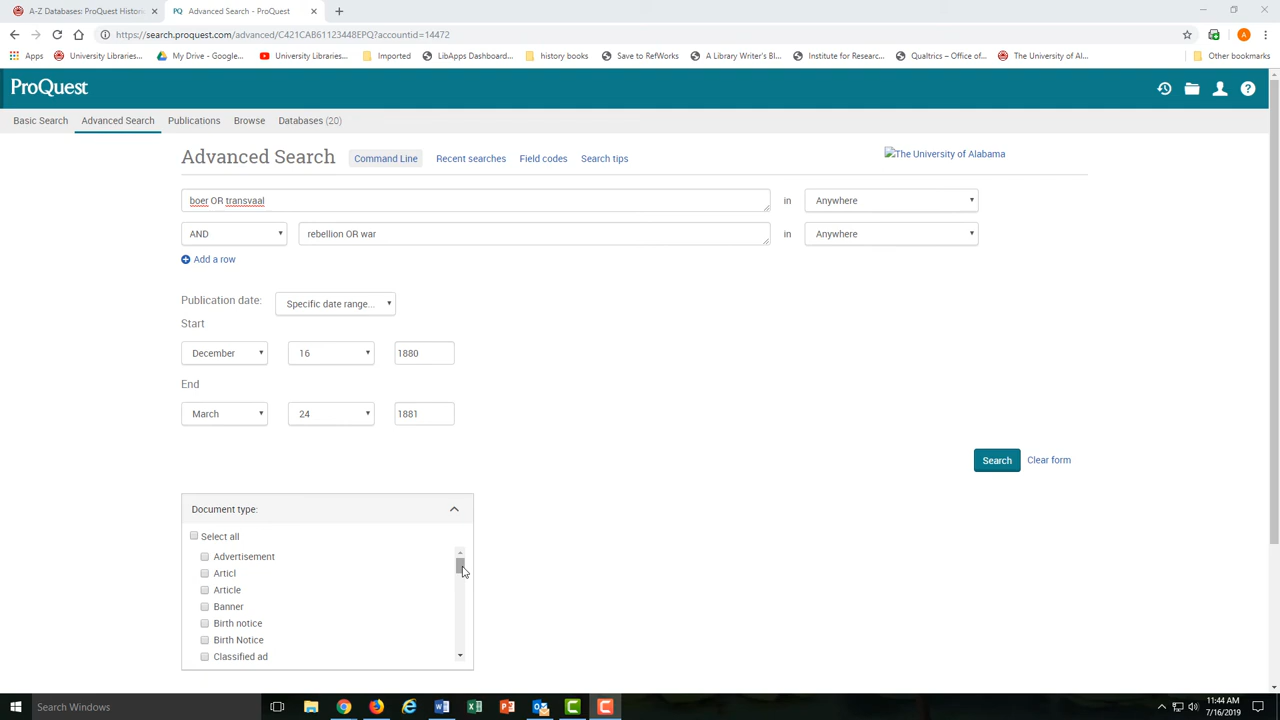 A-Z Databases: ProQuest Histori
PQ Advanced Search - ProQuest
https://search.proquest.com/advanced/C421CAB61123448EPQ?accountid=14472
Apps University Libraries... My Drive - Google... University Libraries... Imported LibApps Dashboard... history books Save to RefWorks A Library Writer's Bl... Institute for Researc... Qualtrics – Office of... The University of Al... Other bookmarks
ProQuest
Basic Search Advanced Search Publications Browse Databases (20)
Advanced Search Command Line Recent searches Field codes Search tips The University of Alabama
boer OR transvaal in Anywhere
AND rebellion OR war in Anywhere
Add a row
Publication date: Specific date range...
Start
December 16 1880
End
March 24 1881
Search Clear form
Document type:
Select all
Advertisement
Articl
Article
Banner
Birth notice
Birth Notice
Classified ad
Search Windows
11:44 AM
7/16/2019